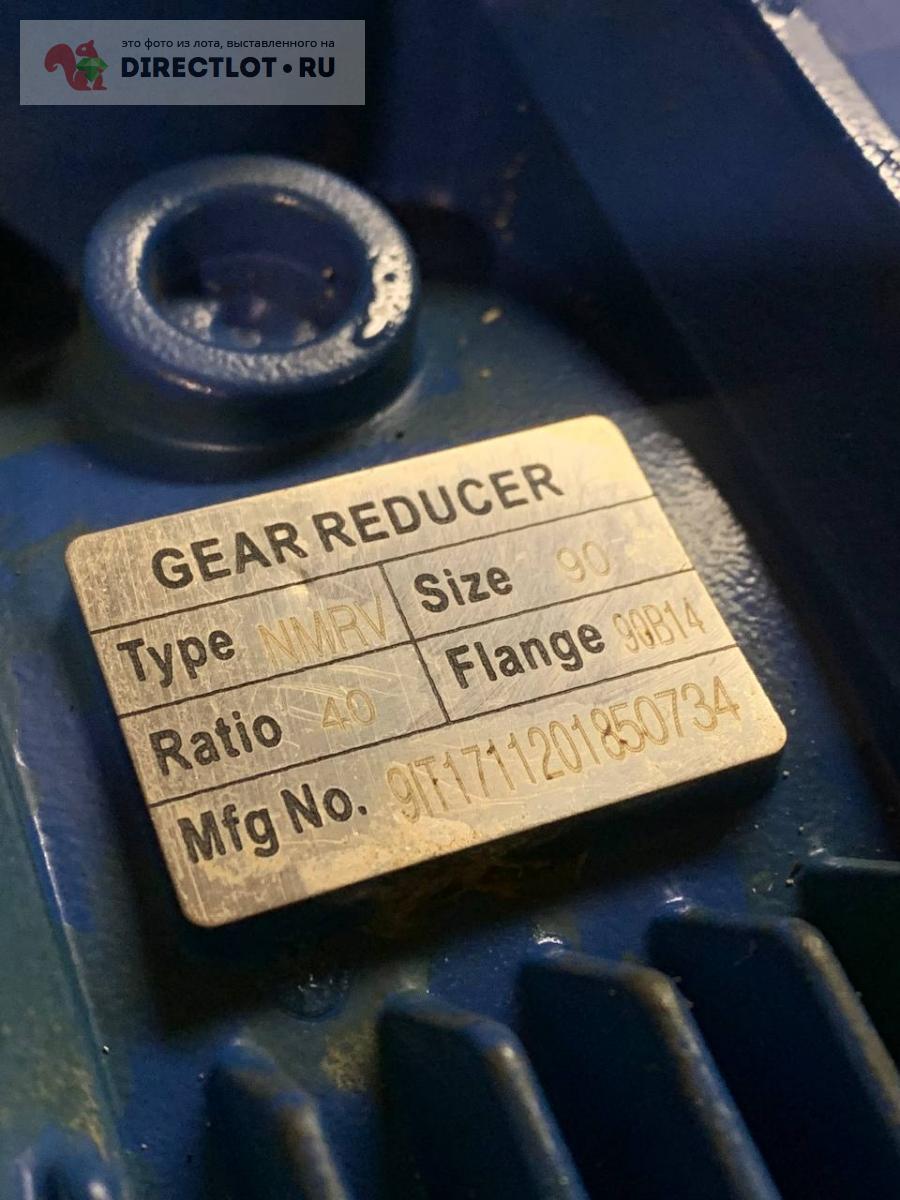 это фото из лота, выставленного на
DIRECTLOT•RU
GEAR REDUCER
Type NMRV Size 90
Ratio 40 Flange 90B14
Mfg No. 9IT1711201850734